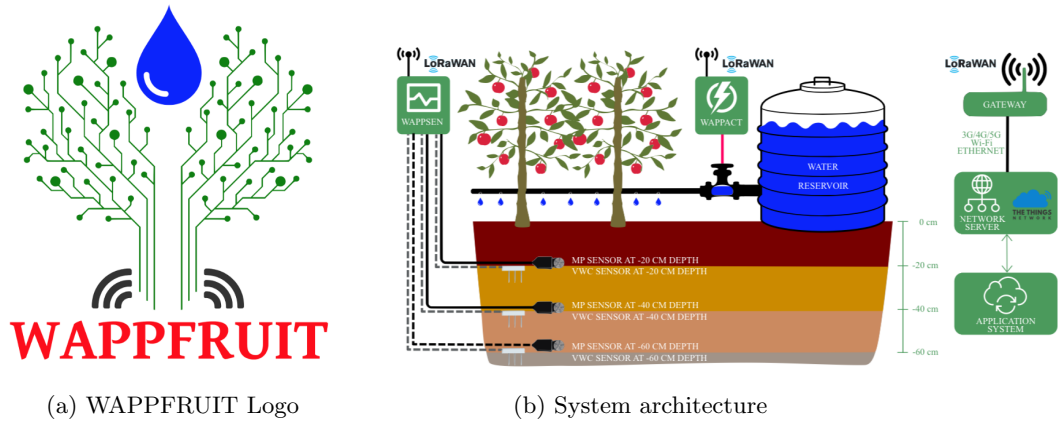 WAPPFRUIT
(a) WAPPFRUIT Logo
LoRaWAN
WAPPSEN
LoRaWAN
WAPPACT
WATER
RESERVOIR
MP SENSOR AT -20 CM DEPTH
VWC SENSOR AT -20 CM DEPTH
MP SENSOR AT -40 CM DEPTH
VWC SENSOR AT -40 CM DEPTH
MP SENSOR AT -60 CM DEPTH
VWC SENSOR AT -60 CM DEPTH
0 cm
-20 cm
-40 cm
-60 cm
LoRaWAN
GATEWAY
3G/4G/5G
Wi-Fi
ETHERNET
NETWORK
SERVER
THE THINGS
NETWORK
APPLICATION
SYSTEM
(b) System architecture